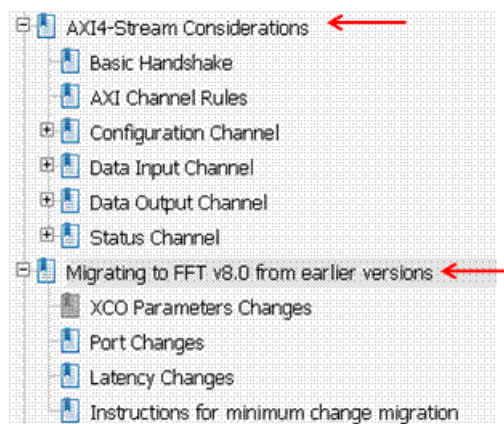 AXI4-Stream Considerations
Basic Handshake
AXI Channel Rules
Configuration Channel
Data Input Channel
Data Output Channel
Status Channel
Migrating to FFT v8.0 from earlier versions
XCO Parameters Changes
Port Changes
Latency Changes
Instructions for minimum change migration